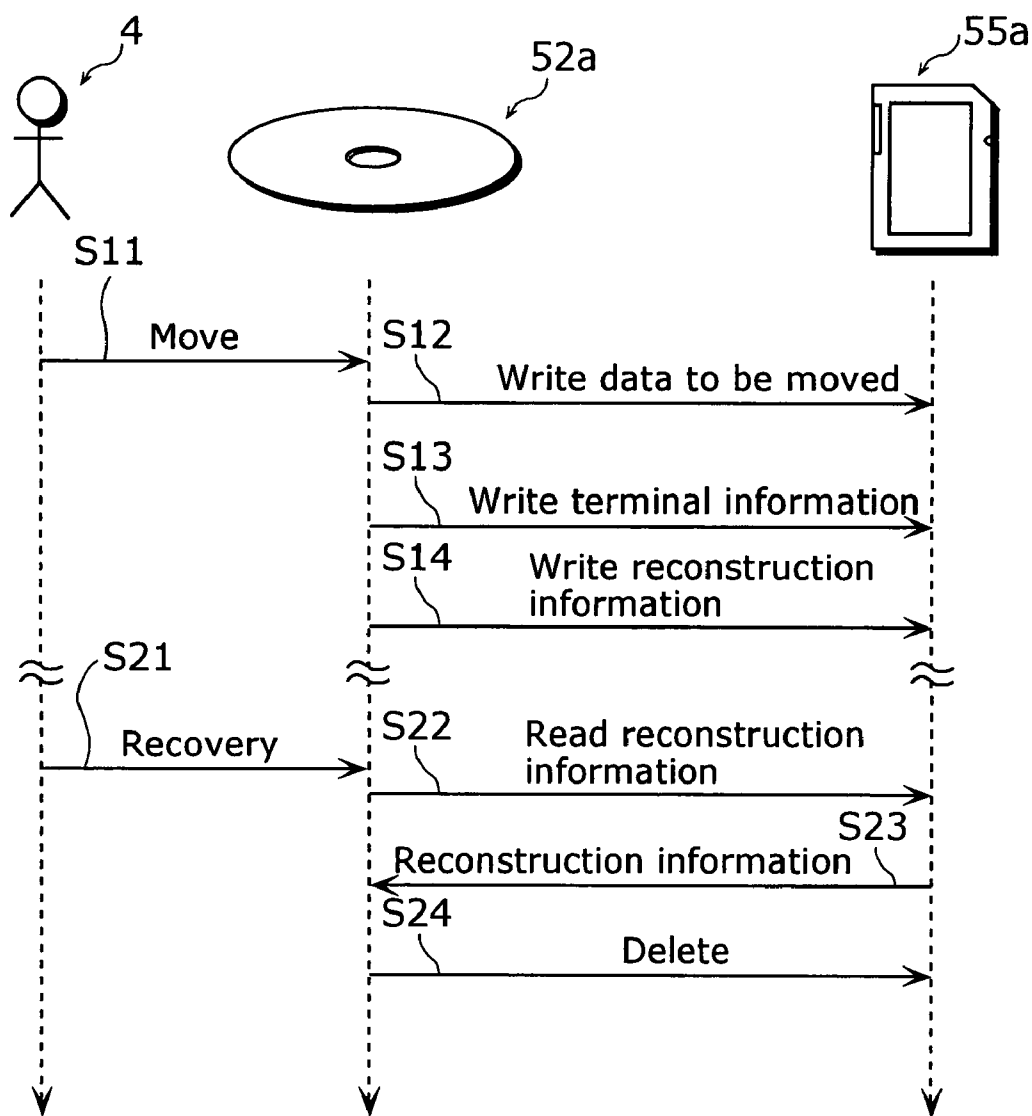 4
52a
55a
S11
Move
S12
Write data to be moved
S13
Write terminal information
S14
Write reconstruction
information
S21
Recovery
S22
Read reconstruction
information
S23
Reconstruction information
S24
Delete